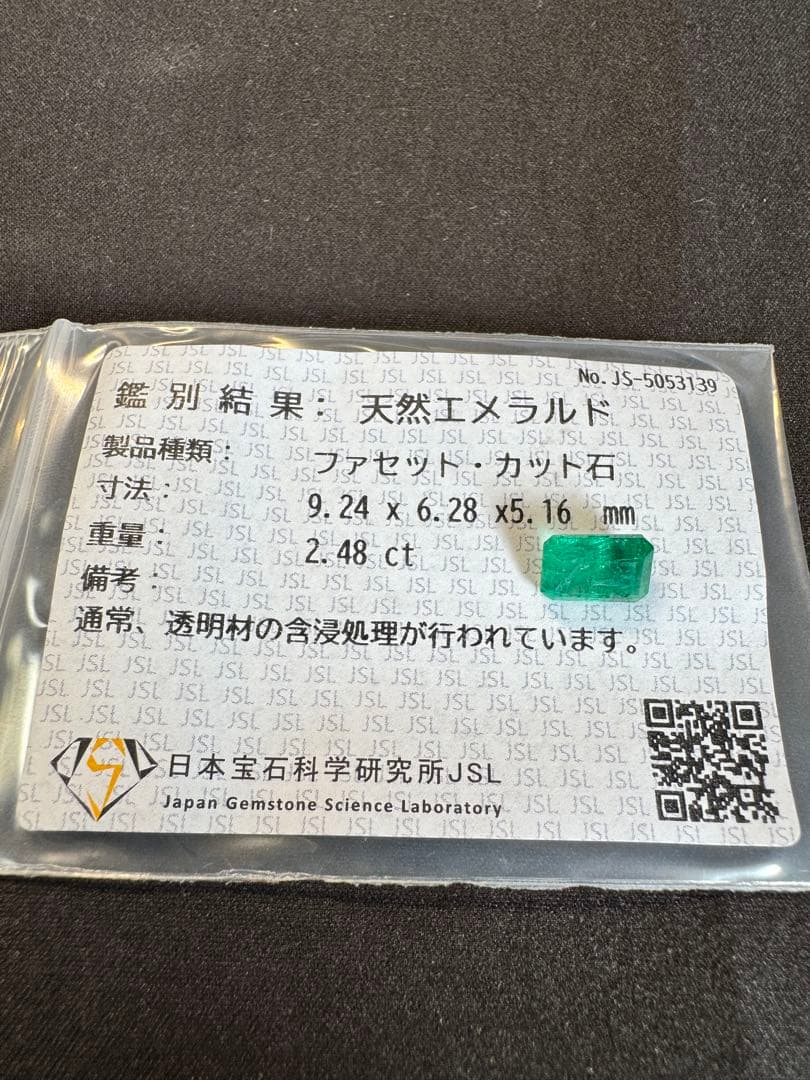 No. JS-5053139
鑑別結果： 天然エメラルド
製品種類： ファセット・カット石
寸法： 9.24 x 6.28 x5.16 mm
重量： 2.48 ct
備考：
通常、透明材の含浸処理が行われています。
日本宝石科学研究所JSL
Japan Gemstone Science Laboratory